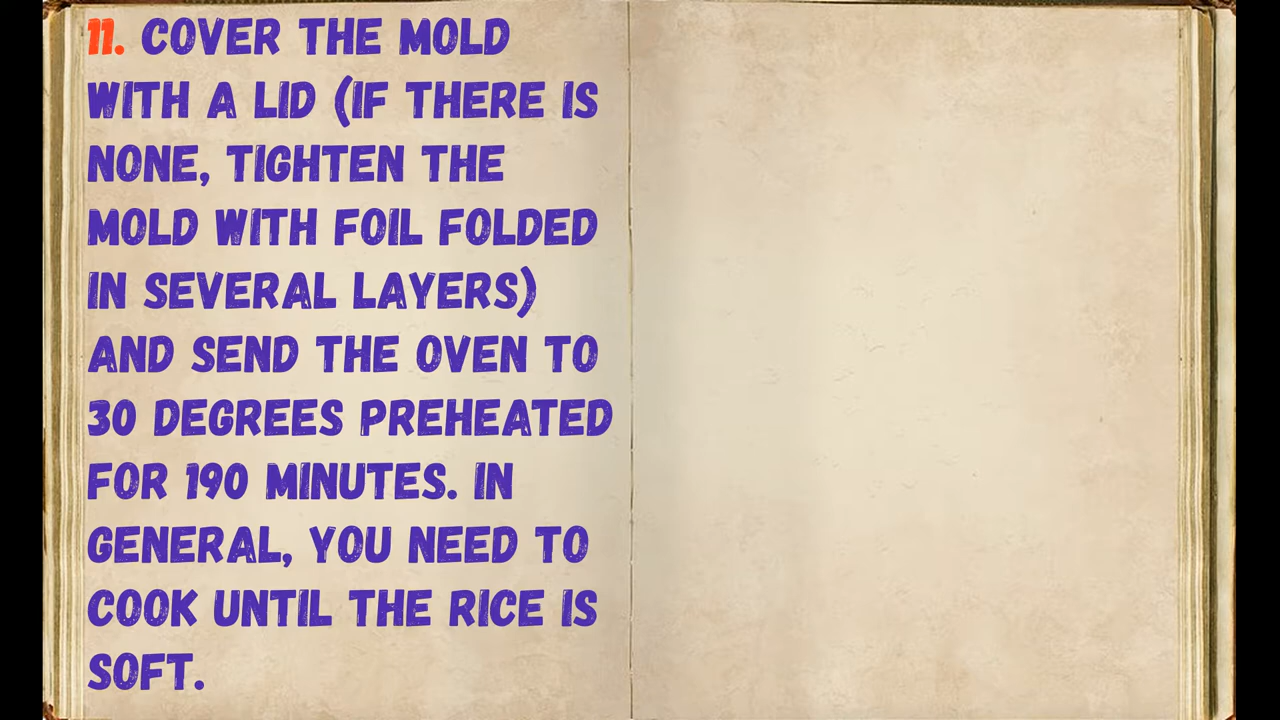 11. COVER THE MOLD
WITH A LID (IF THERE IS
NONE, TIGHTEN THE
MOLD WITH FOIL FOLDED
IN SEVERAL LAYERS)
AND SEND THE OVEN TO
30 DEGREES PREHEATED
FOR 190 MINUTES. IN
GENERAL, YOU NEED TO
COOK UNTIL THE RICE IS
SOFT.